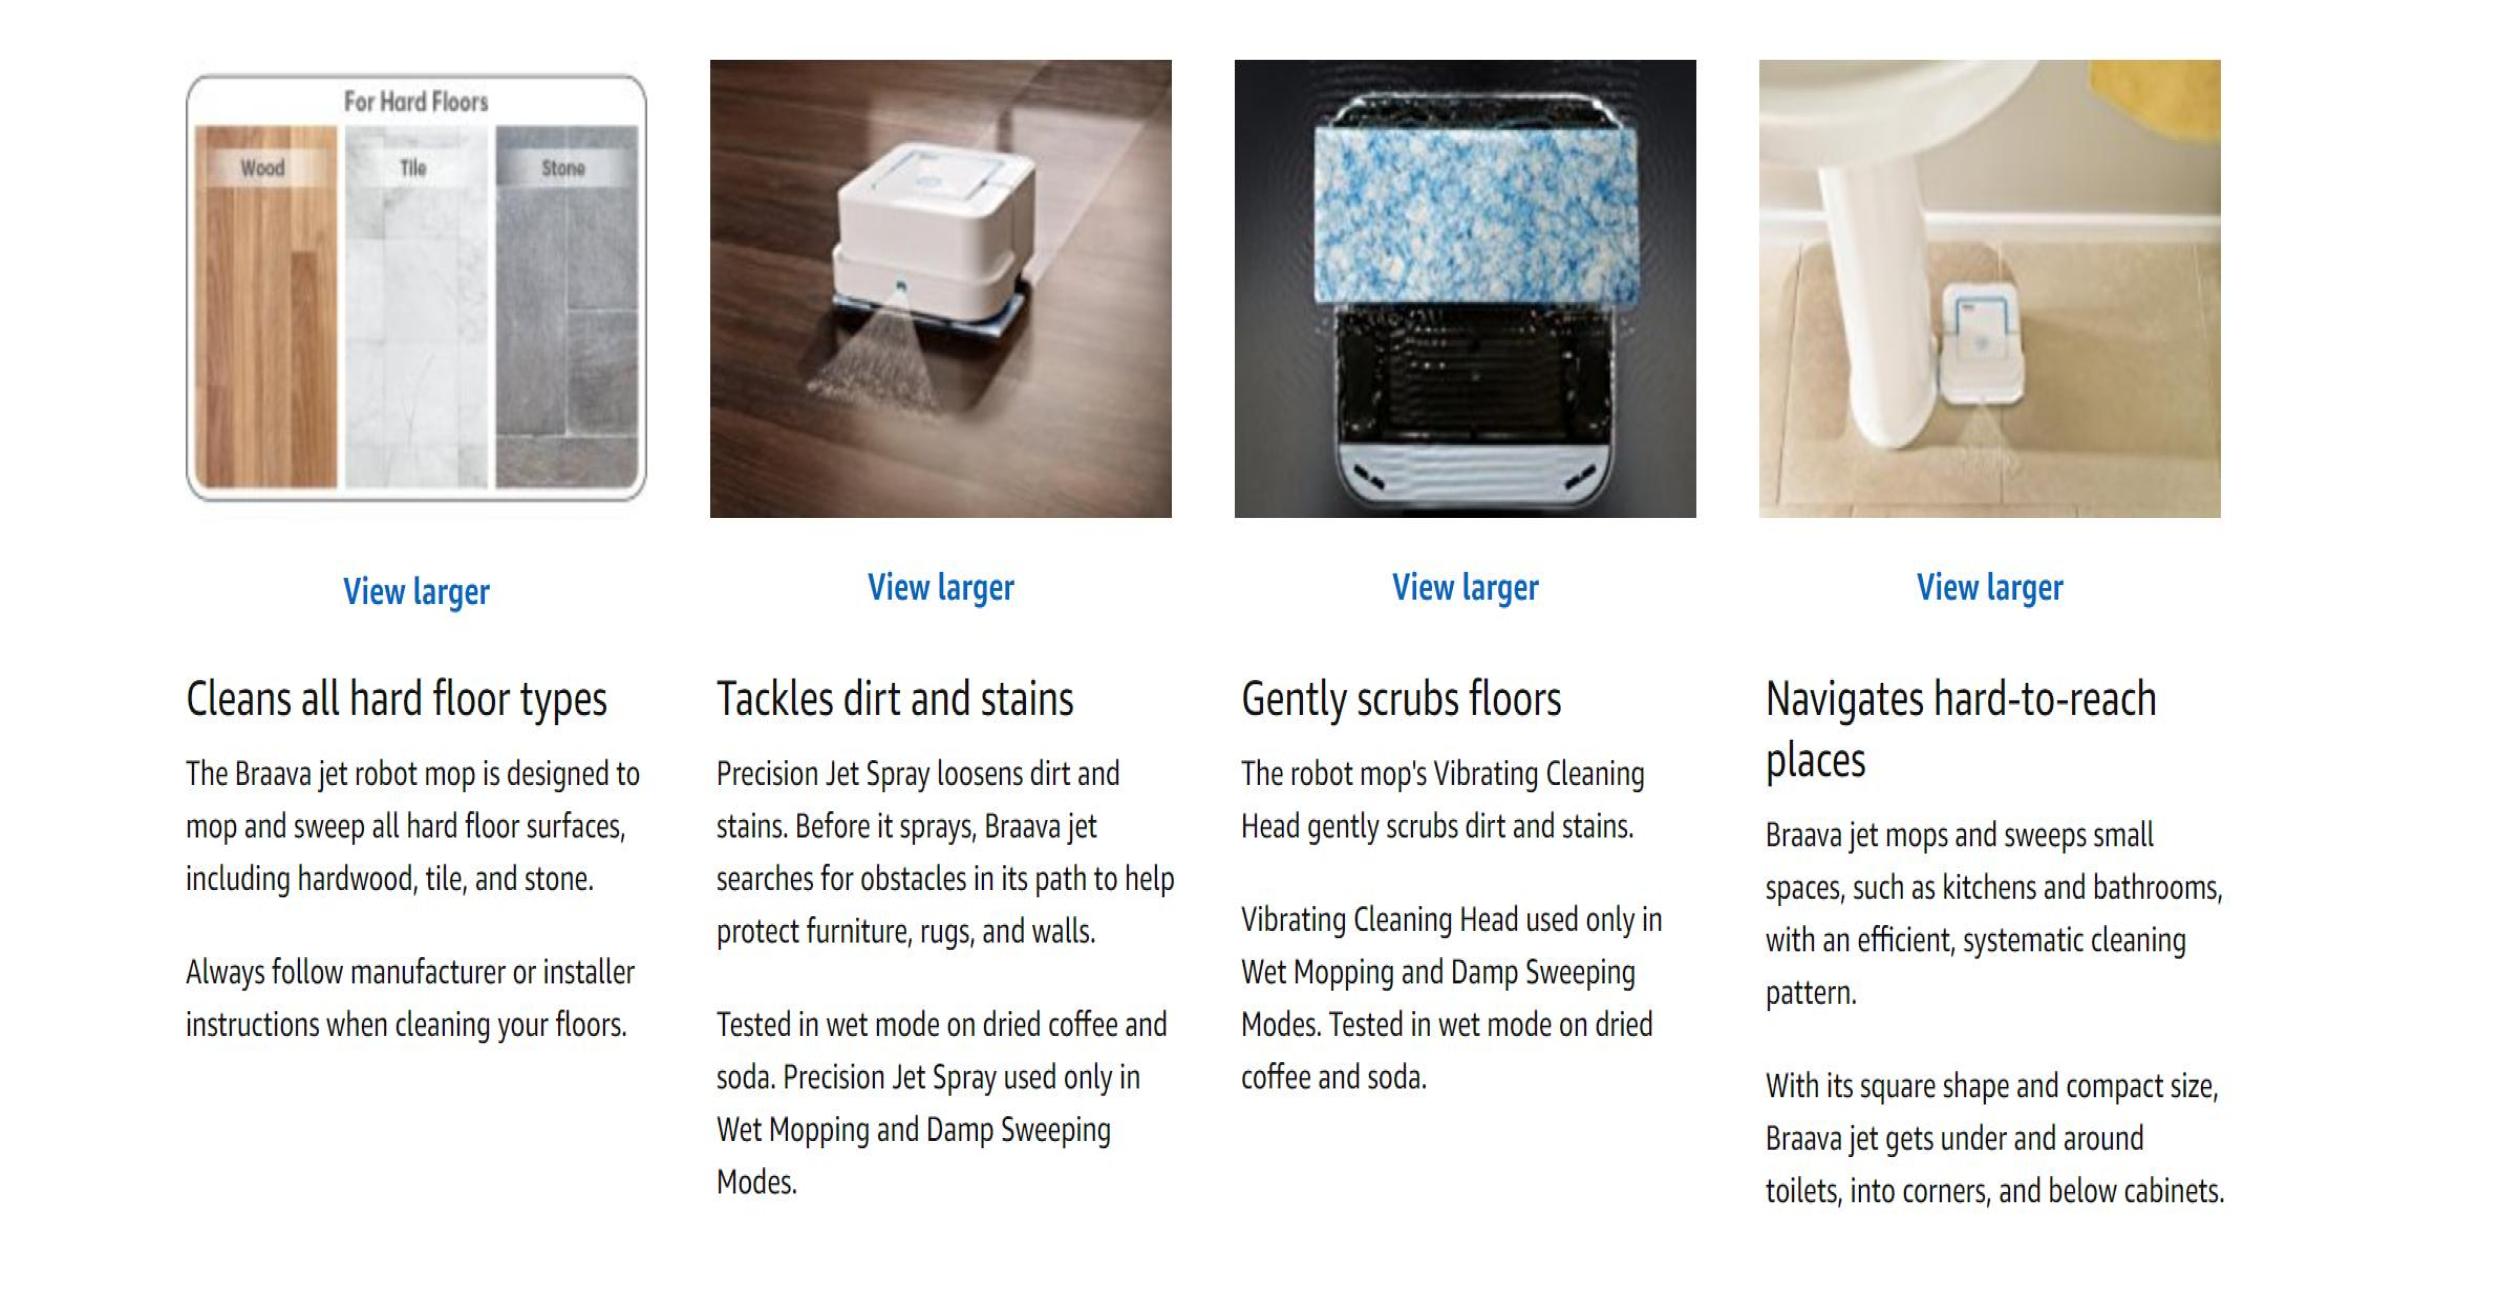 For Hard Floors
Wood
Tile
Stone
View larger
View larger
View larger
View larger
Cleans all hard floor types
The Braava jet robot mop is designed to
mop and sweep all hard floor surfaces,
including hardwood, tile, and stone.
Always follow manufacturer or installer
instructions when cleaning your floors.
Tackles dirt and stains
Precision Jet Spray loosens dirt and
stains. Before it sprays, Braava jet
searches for obstacles in its path to help
protect furniture, rugs, and walls.
Tested in wet mode on dried coffee and
soda. Precision Jet Spray used only in
Wet Mopping and Damp Sweeping
Modes.
Gently scrubs floors
The robot mop's Vibrating Cleaning
Head gently scrubs dirt and stains.
Vibrating Cleaning Head used only in
Wet Mopping and Damp Sweeping
Modes. Tested in wet mode on dried
coffee and soda.
Navigates hard-to-reach
places
Braava jet mops and sweeps small
spaces, such as kitchens and bathrooms,
with an efficient, systematic cleaning
pattern.
With its square shape and compact size,
Braava jet gets under and around
toilets, into corners, and below cabinets.